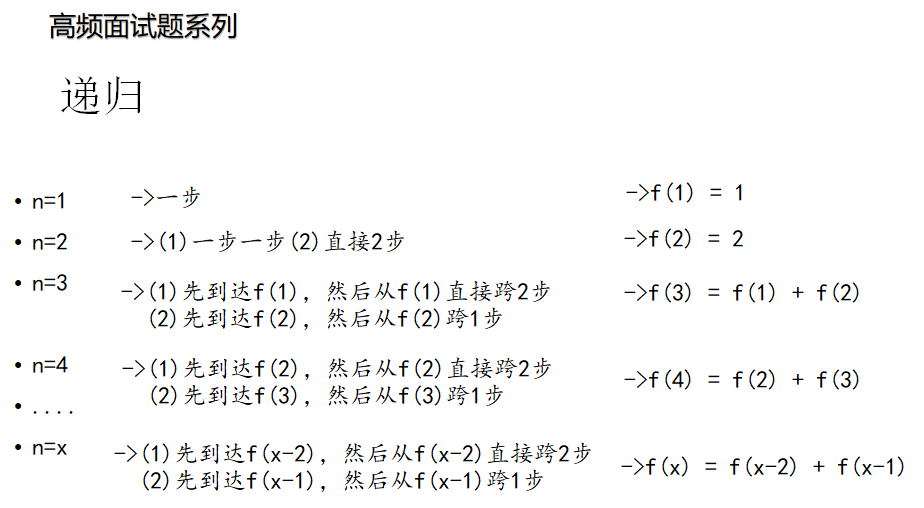 高频面试题系列
递归
• n=1 ->一步 ->f(1) = 1
• n=2 ->(1)一步一步(2)直接2步 ->f(2) = 2
• n=3 ->(1)先到达f(1)，然后从f(1)直接跨2步 ->f(3) = f(1) + f(2)
(2)先到达f(2)，然后从f(2)跨1步
• n=4 ->(1)先到达f(2)，然后从f(2)直接跨2步 ->f(4) = f(2) + f(3)
(2)先到达f(3)，然后从f(3)跨1步
• ....
• n=x ->(1)先到达f(x-2)，然后从f(x-2)直接跨2步 ->f(x) = f(x-2) + f(x-1)
(2)先到达f(x-1)，然后从f(x-1)跨1步